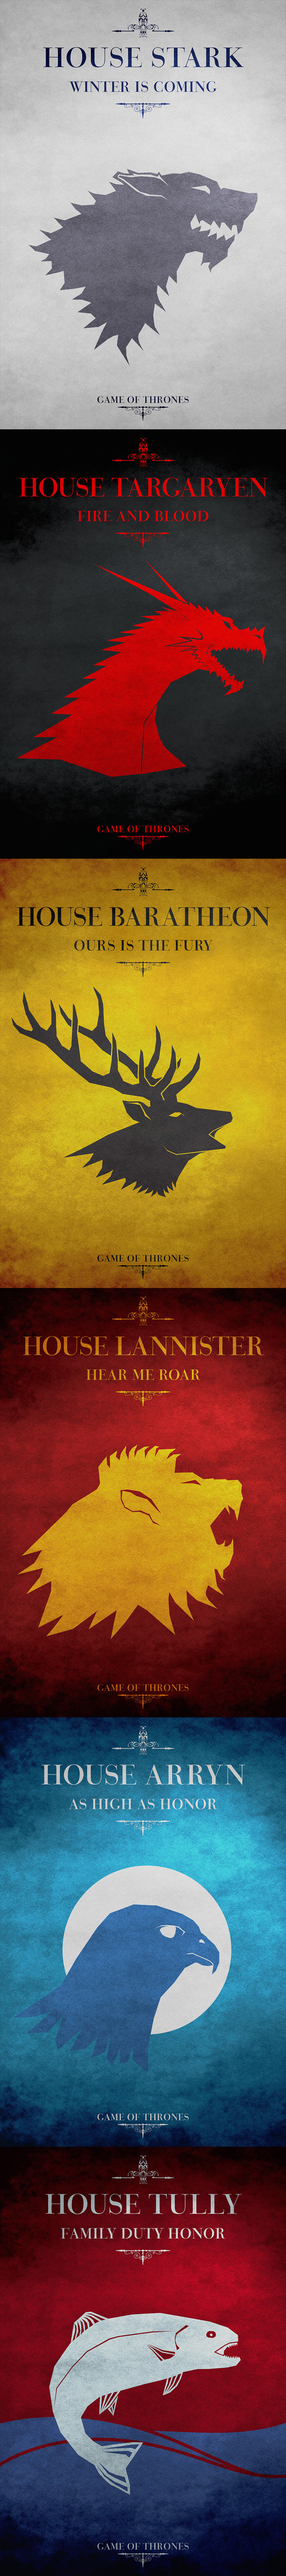 HOUSE STARK
WINTER IS COMING
GAME OF THRONES
HOUSE TARGARYEN
FIRE AND BLOOD
GAME OF THRONES
HOUSE BARATHEON
OURS IS THE FURY
GAME OF THRONES
HOUSE LANNISTER
HEAR ME ROAR
GAME OF THRONES
HOUSE ARRYN
AS HIGH AS HONOR
GAME OF THRONES
HOUSE TULLY
FAMILY DUTY HONOR
GAME OF THRONES